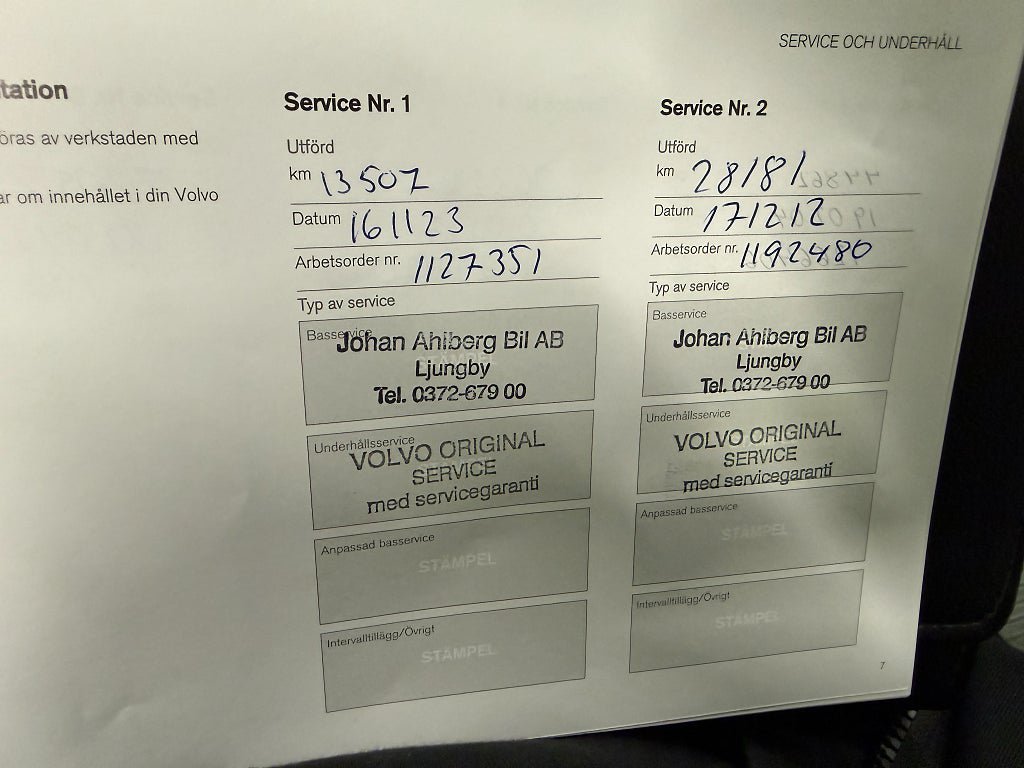 SERVICE OCH UNDERHÅLL
tation
öras av verkstaden med
ar om innehållet i din Volvo
Service Nr. 1
Utförd
km 13507
Datum 161123
Arbetsorder nr. 1127351
Typ av service
Basservice
Johan Ahlberg Bil AB
Ljungby
Tel. 0372-679 00
Underhållsservice
VOLVO ORIGINAL
SERVICE
med servicegaranti
Anpassad basservice
STÄMPEL
Intervalltillägg/Övrigt
STÄMPEL
Service Nr. 2
Utförd
km 28181
Datum 171212
Arbetsorder nr. 1192480
Typ av service
Basservice
Johan Ahlberg Bil AB
Ljungby
Tel. 0372-679 00
Underhållsservice
VOLVO ORIGINAL
SERVICE
med servicegaranti
Anpassad basservice
STÄMPEL
Intervalltillägg/Övrigt
STÄMPEL
7